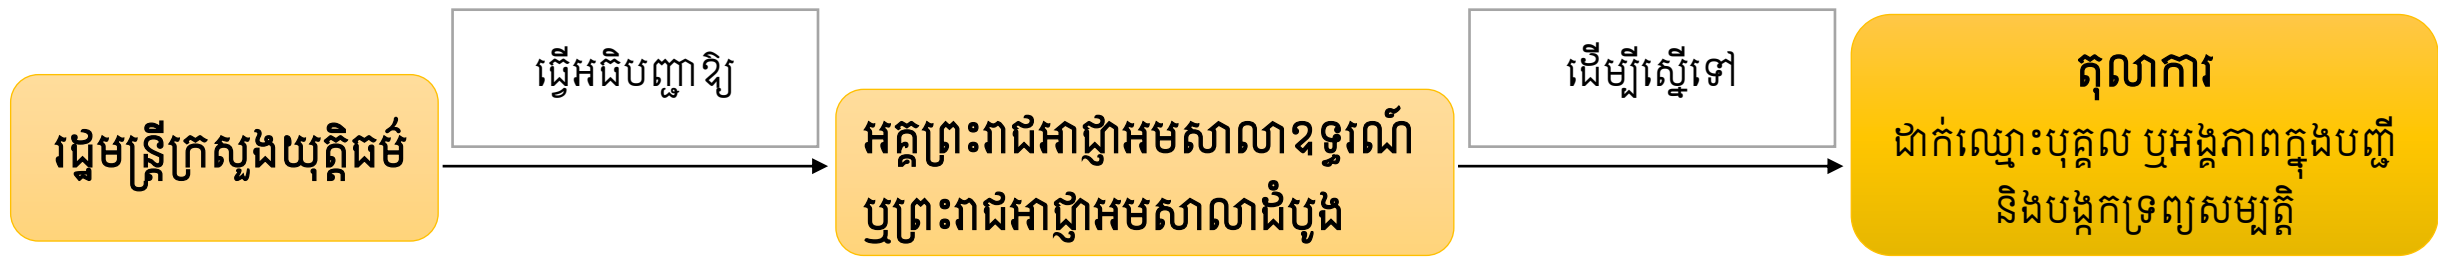 រដ្ឋមន្ត្រីក្រសួងយុត្តិធម៌
ធ្វើអធិបញ្ជាឱ្យ
អគ្គព្រះរាជអាជ្ញាអមសាលាឧទ្ធរណ៍
ឬព្រះរាជអាជ្ញាអមសាលាដំបូង
ដើម្បីស្នើទៅ
តុលាការ
ដាក់ឈ្មោះបុគ្គល ឬអង្គភាពក្នុងបញ្ជី
និងបង្កកទ្រព្យសម្បត្តិ